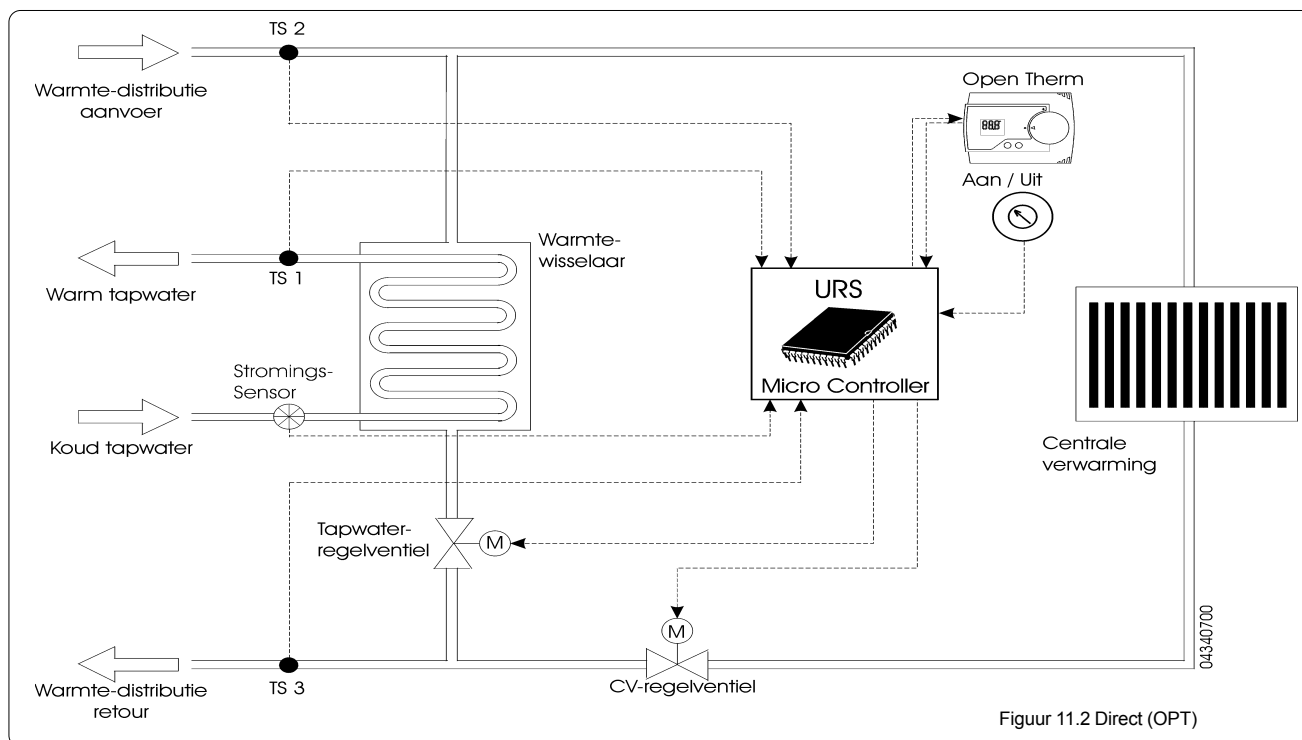 TS 2
Warmte-distributie
aanvoer
Open Therm
Aan / Uit
Warmte-
wisselaar
TS 1
Warm tapwater
URS
Micro Controller
Stromings-
Sensor
Koud tapwater
Centrale
verwarming
Tapwater-
regelventiel
M
M
04340700
TS 3
Warmte-distributie
retour
CV-regelventiel
Figuur 11.2 Direct (OPT)